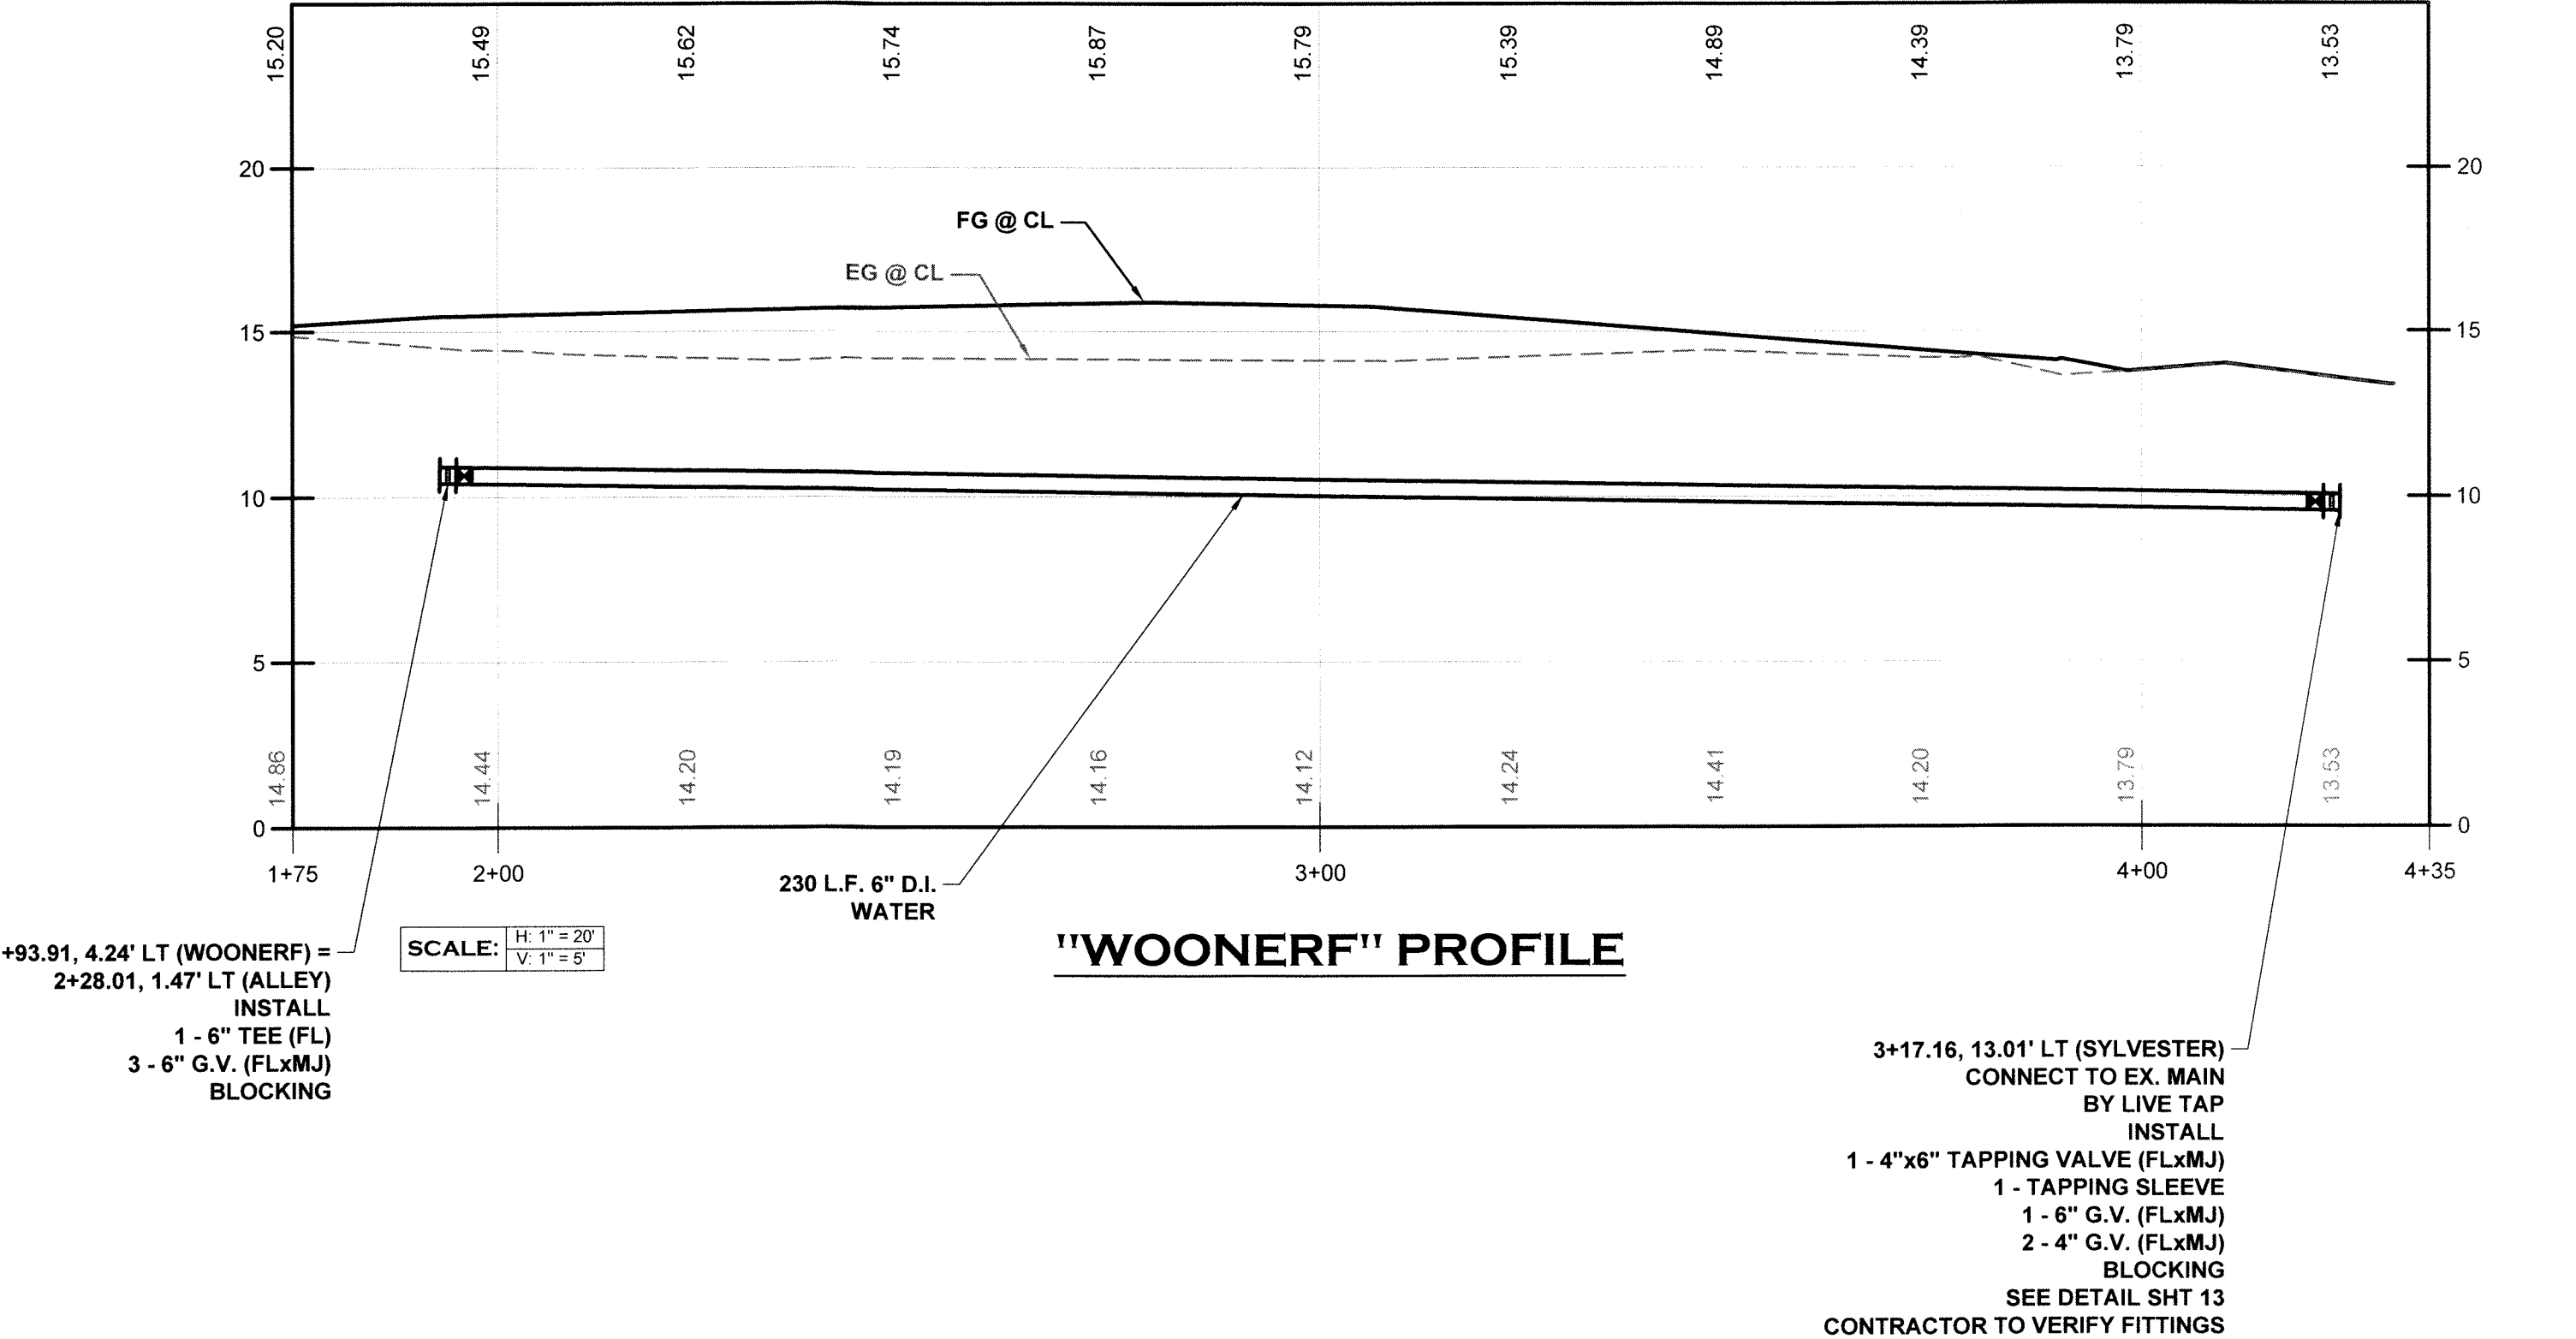 15.20 15.49 15.62 15.74 15.87 15.79 15.39 14.89 14.39 13.79 13.53
20 20
FG @ CL
EG @ CL
15 15
10 10
5 5
14.86 14.44 14.20 14.19 14.16 14.12 14.24 14.41 14.20 13.79 13.53
0 0
1+75 2+00 3+00 4+00 4+35
230 L.F. 6" D.I.
WATER
+93.91, 4.24' LT (WOONERF) =
2+28.01, 1.47' LT (ALLEY)
INSTALL
1 - 6" TEE (FL)
3 - 6" G.V. (FLxMJ)
BLOCKING
SCALE: H: 1" = 20'
V: 1" = 5'
"WOONERF" PROFILE
3+17.16, 13.01' LT (SYLVESTER)
CONNECT TO EX. MAIN
BY LIVE TAP
INSTALL
1 - 4"x6" TAPPING VALVE (FLxMJ)
1 - TAPPING SLEEVE
1 - 6" G.V. (FLxMJ)
2 - 4" G.V. (FLxMJ)
BLOCKING
SEE DETAIL SHT 13
CONTRACTOR TO VERIFY FITTINGS